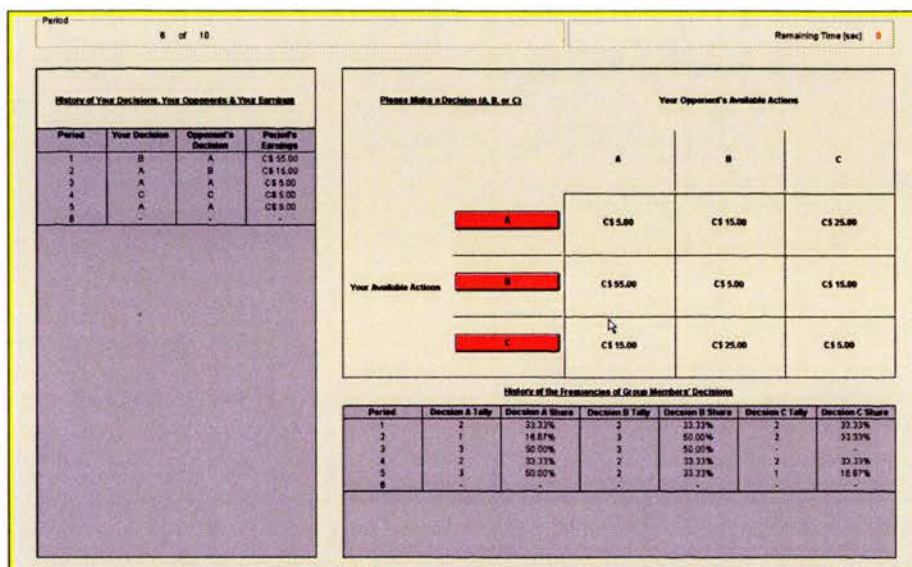 Period
6 of 10
Remaining Time [sec] 0
History of Your Decisions, Your Opponents & Your Earnings
Period Your Decision Opponent's Decision Period's Earnings
1 B A C$ 55.00
2 A B C$ 15.00
3 A A C$ 5.00
4 C C C$ 5.00
5 A A C$ 5.00
6 - - -
Please Make a Decision (A, B, or C)
Your Opponent's Available Actions
A B C
A C$ 5.00 C$ 15.00 C$ 25.00
Your Available Actions B C$ 55.00 C$ 5.00 C$ 15.00
C C$ 15.00 C$ 25.00 C$ 5.00
History of the Frequencies of Group Members' Decisions
Period Decsion A Tally Decsion A Share Decsion B Tally Decsion B Share Decsion C Tally Decsion C Share
1 2 33.33% 2 33.33% 2 33.33%
2 1 16.67% 3 50.00% 2 33.33%
3 3 50.00% 3 50.00% - -
4 2 33.33% 2 33.33% 2 33.33%
5 3 50.00% 2 33.33% 1 16.67%
6 - - - - - -